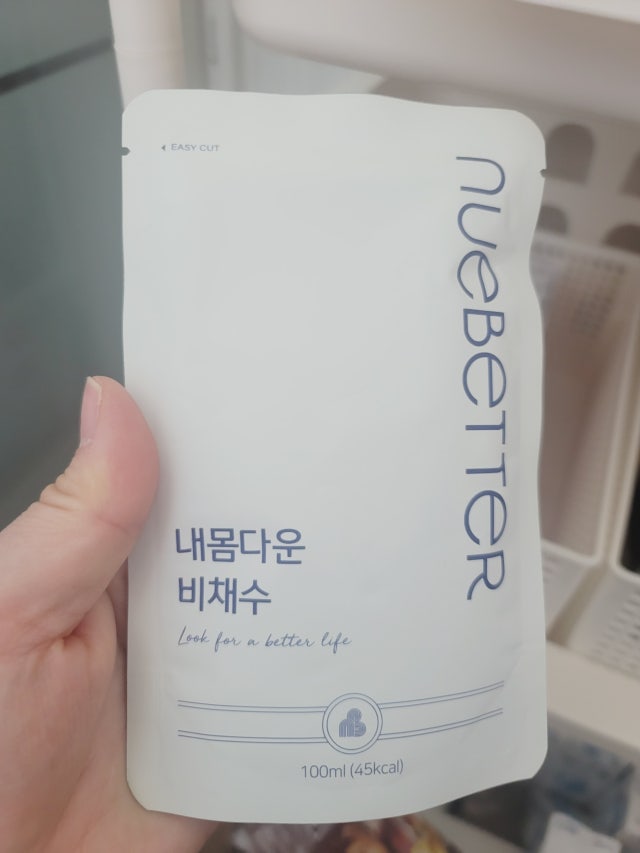 EASY CUT
nueBeTTeR
내몸다운
비채수
Look for a better life
100ml (45kcal)